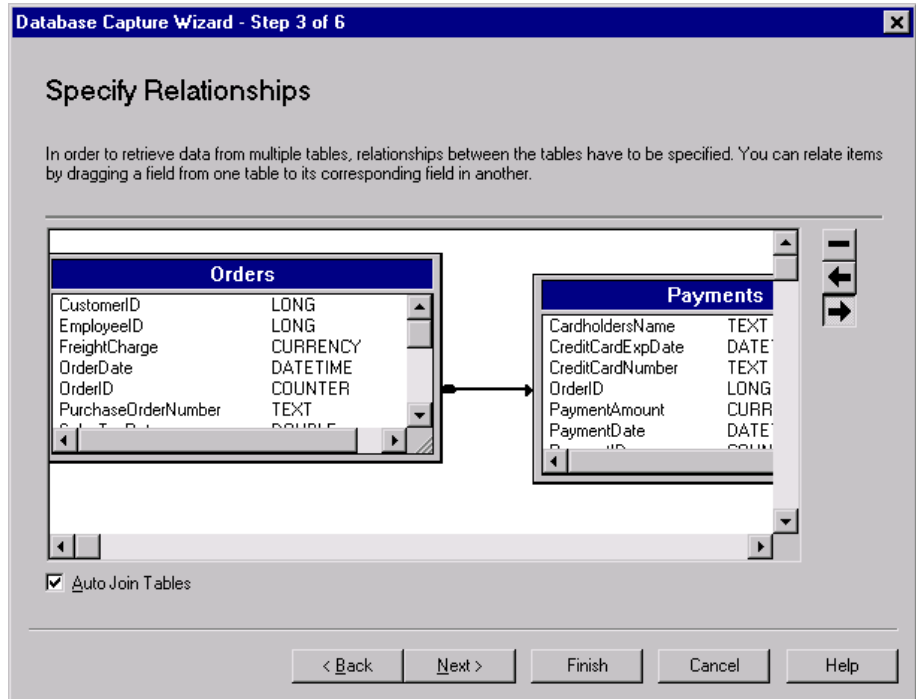 Database Capture Wizard - Step 3 of 6
Specify Relationships
In order to retrieve data from multiple tables, relationships between the tables have to be specified. You can relate items
by dragging a field from one table to its corresponding field in another.
Orders
CustomerID LONG
EmployeeID LONG
FreightCharge CURRENCY
OrderDate DATETIME
OrderID COUNTER
PurchaseOrderNumber TEXT
Payments
CardholdersName TEXT
CreditCardExpDate DATET
CreditCardNumber TEXT
OrderID LONG
PaymentAmount CURR
PaymentDate DATET
Auto Join Tables
< Back
Next >
Finish
Cancel
Help